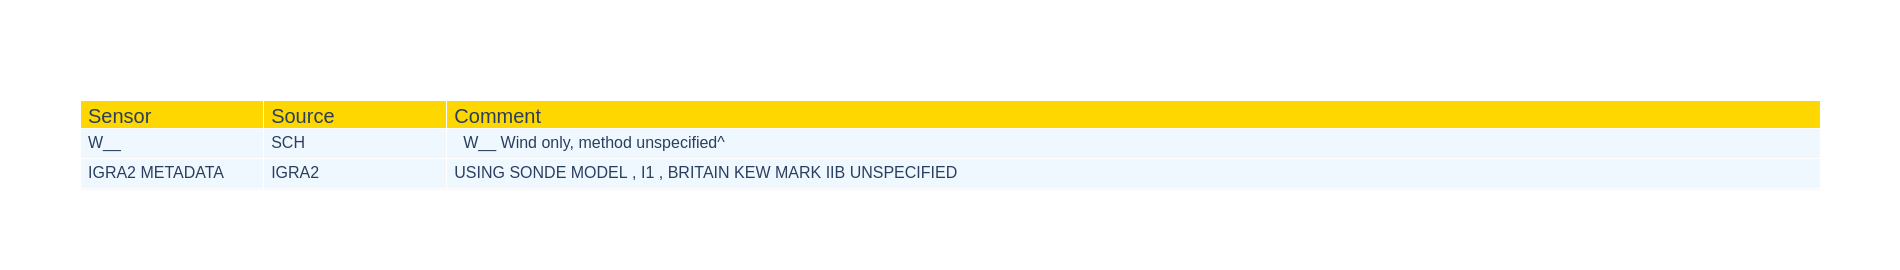 Sensor Source Comment
W__ SCH W__ Wind only, method unspecified^
IGRA2 METADATA IGRA2 USING SONDE MODEL , I1 , BRITAIN KEW MARK IIB UNSPECIFIED